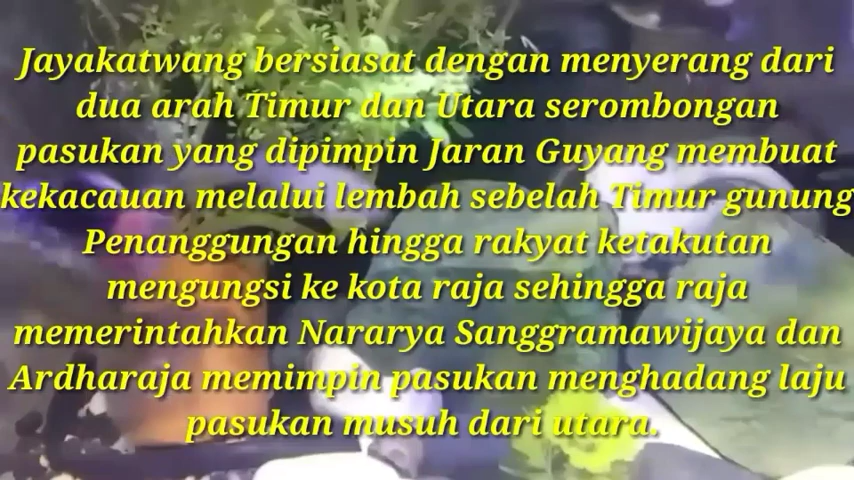 Jayakatwang bersiasat dengan menyerang dari
dua arah Timur dan Utara serombongan
pasukan yang dipimpin Jaran Guyang membuat
kekacauan melalui lembah sebelah Timur gunung
Penanggungan hingga rakyat ketakutan
mengungsi ke kota raja sehingga raja
memerintahkan Nararya Sanggramawijaya dan
Ardharaja memimpin pasukan menghadang laju
pasukan musuh dari utara.